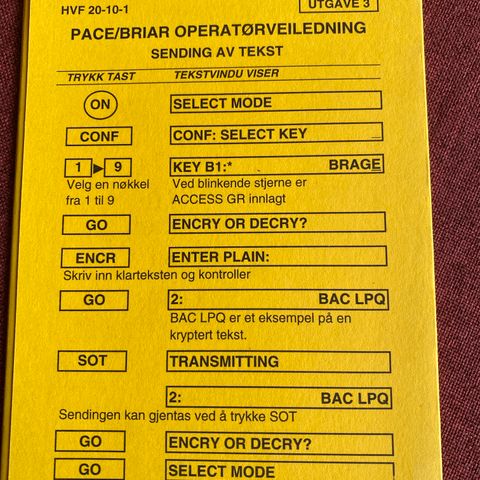 HVF 20-10-1 UTGAVE 3
PACE/BRIAR OPERATØRVEILEDNING
SENDING AV TEKST
TRYKK TAST TEKSTVINDU VISER
ON SELECT MODE
CONF CONF: SELECT KEY _
1 ▶ 9 KEY B1:* BRAGE
Velg en nøkkel Ved blinkende stjerne er
fra 1 til 9 ACCESS GR innlagt
GO ENCRY OR DECRY?
ENCR ENTER PLAIN:
Skriv inn klarteksten og kontroller
GO 2: BAC LPQ
BAC LPQ er et eksempel på en
kryptert tekst.
SOT TRANSMITTING
2: BAC LPQ
Sendingen kan gjentas ved å trykke SOT
GO ENCRY OR DECRY?
GO SELECT MODE